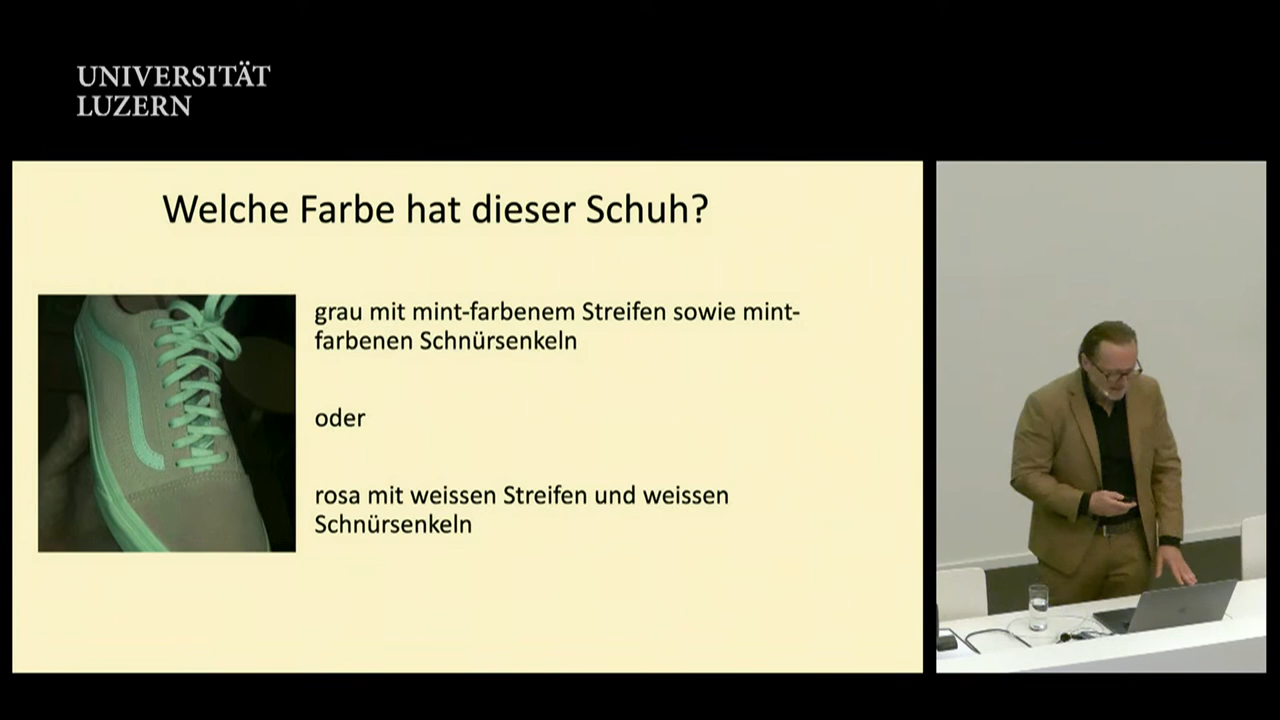 UNIVERSITÄT
LUZERN
Welche Farbe hat dieser Schuh?
grau mit mint-farbenem Streifen sowie mint-
farbenen Schnürsenkeln
oder
rosa mit weissen Streifen und weissen
Schnürsenkeln